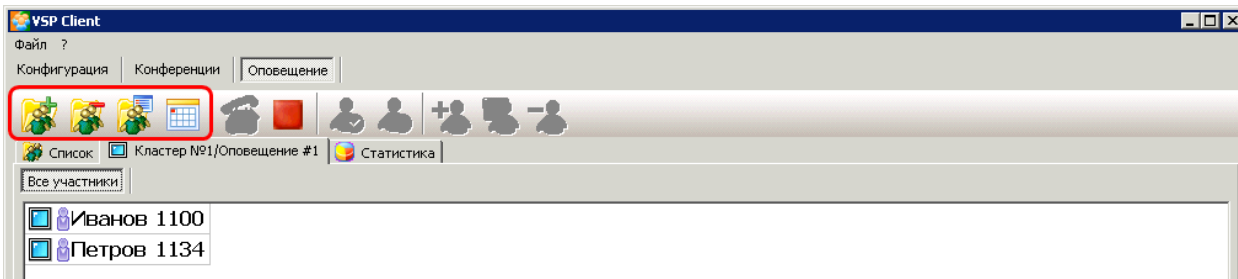 VSP Client
Файл ?
Конфигурация Конференции Оповещение
Список Кластер №1/Оповещение #1 Статистика
Все участники
Иванов 1100
Петров 1134